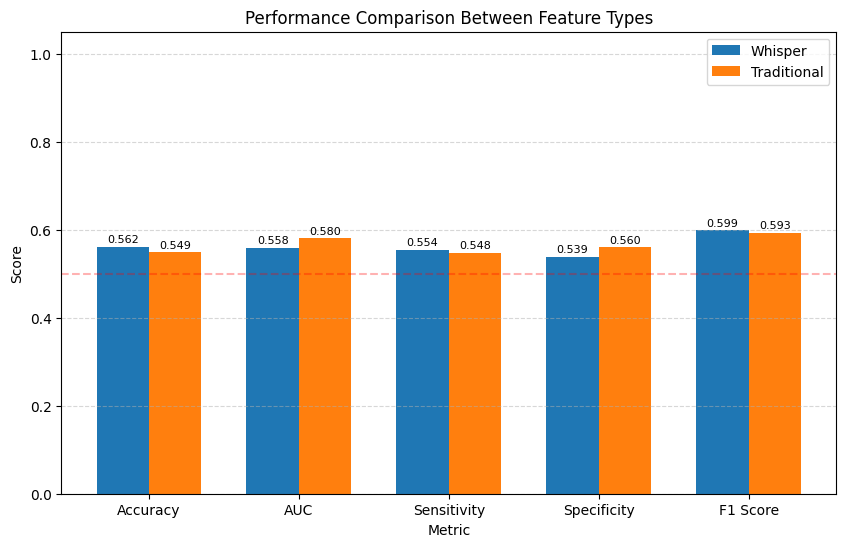 Performance Comparison Between Feature Types
Whisper
Traditional
Score
1.0
0.8
0.6
0.4
0.2
0.0
0.562
0.549
0.558
0.580
0.554
0.548
0.539
0.560
0.599
0.593
Accuracy
AUC
Sensitivity
Specificity
F1 Score
Metric